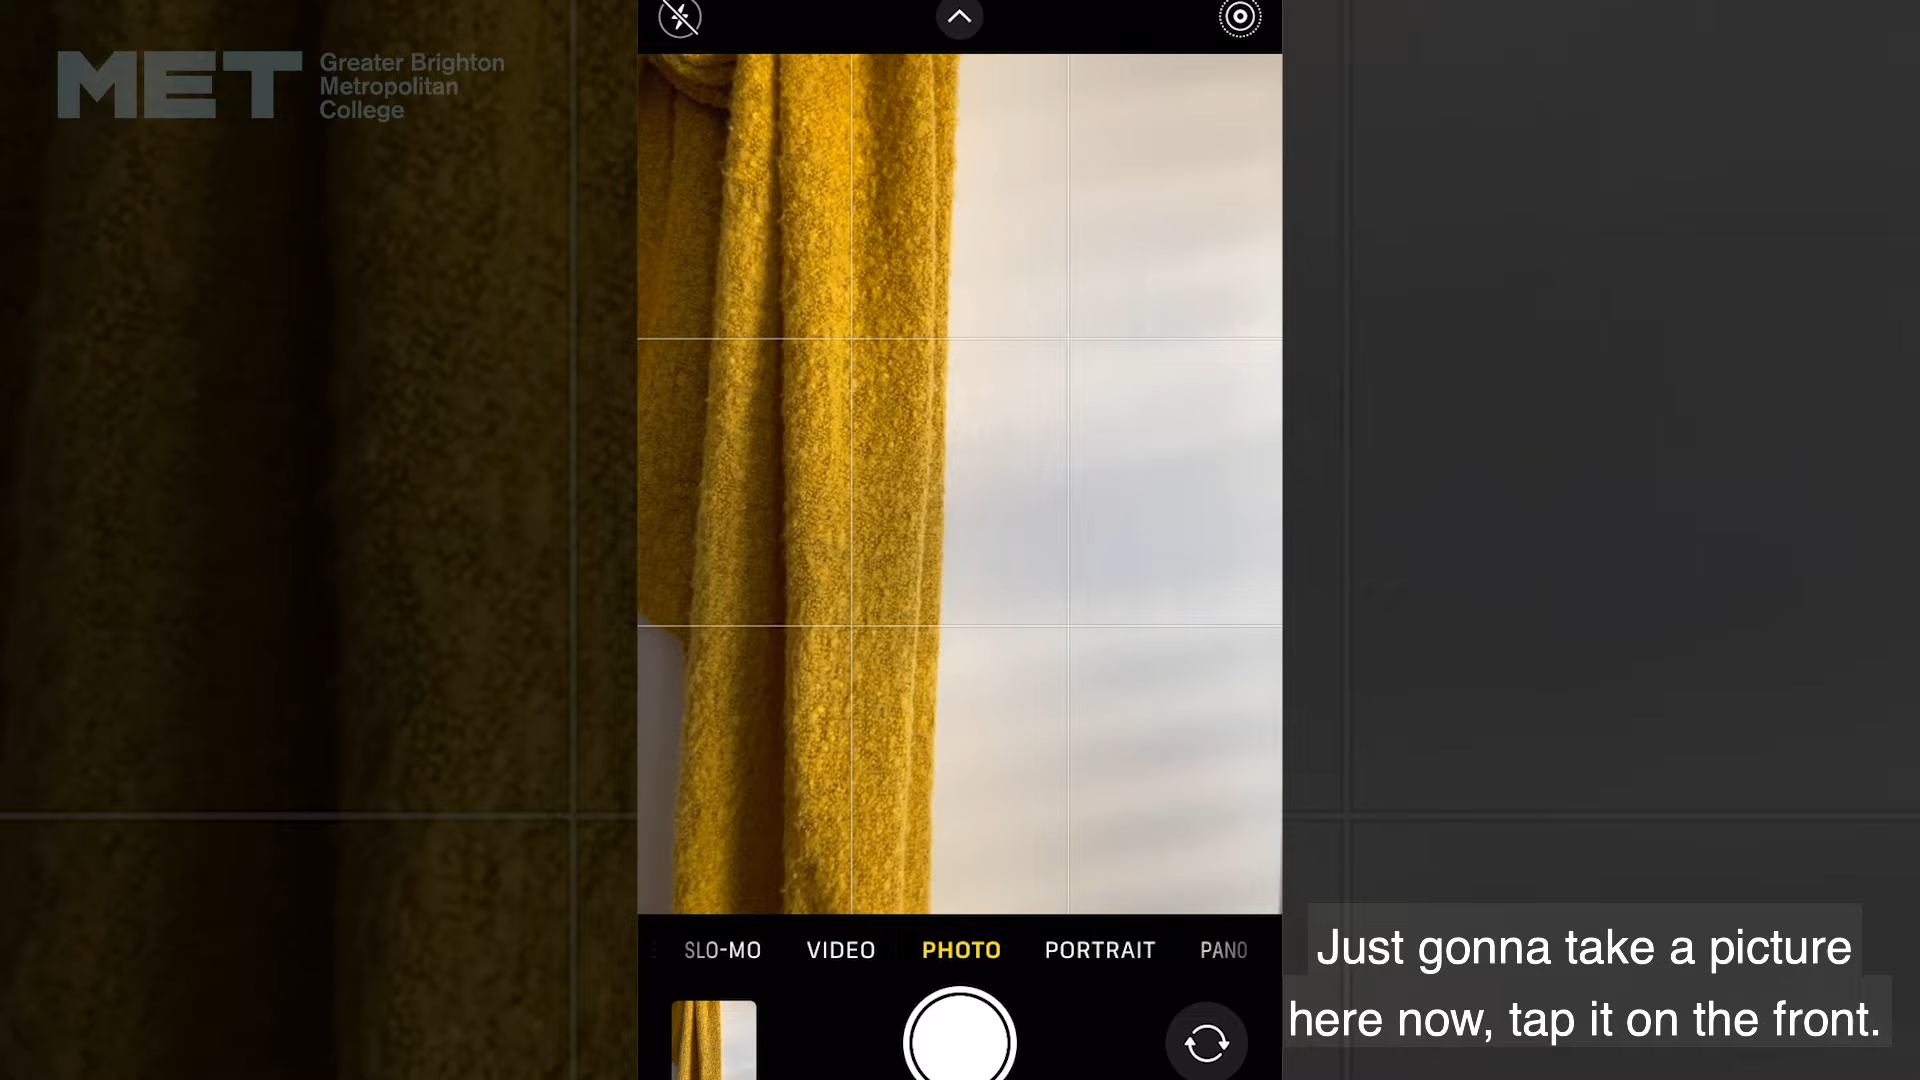 MET
Greater Brighton
Metropolitan
College
SLO-MO VIDEO PHOTO PORTRAIT PANO
Just gonna take a picture
here now, tap it on the front.